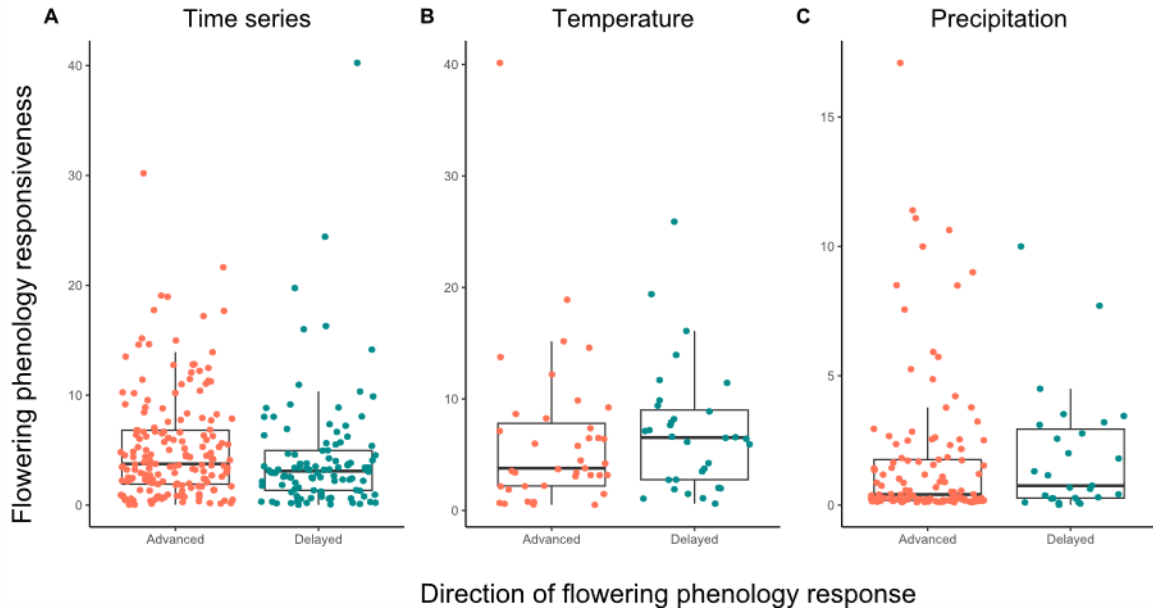 A Time series
B Temperature
C Precipitation
Flowering phenology responsiveness
40
30
20
10
0
Advanced Delayed
40
30
20
10
0
Advanced Delayed
15
10
5
0
Advanced Delayed
Direction of flowering phenology response